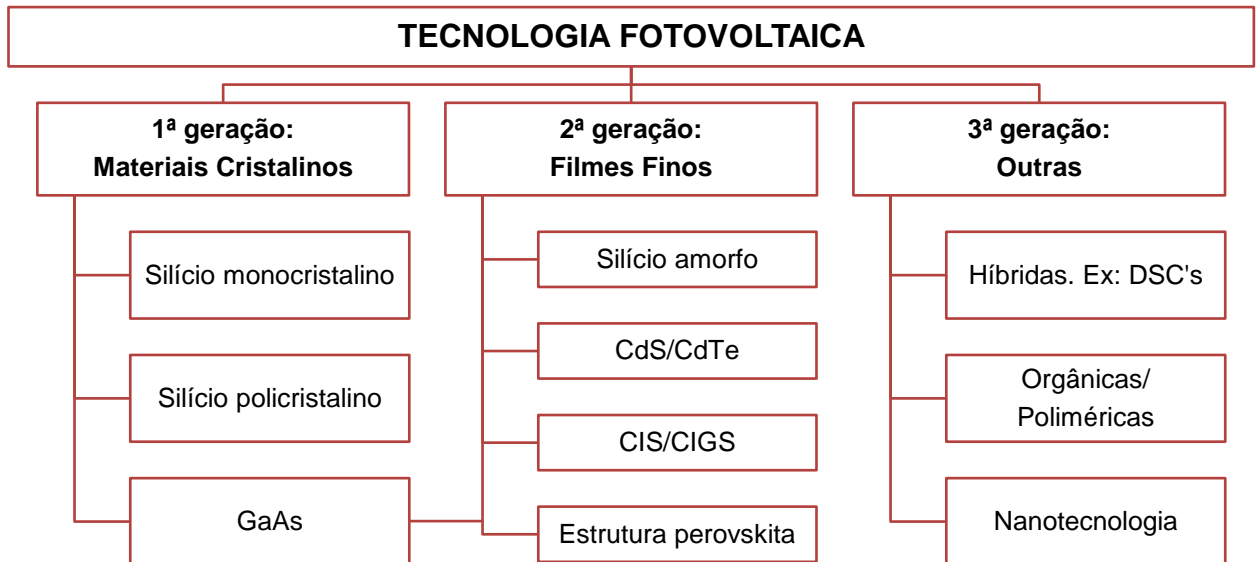 TECNOLOGIA FOTOVOLTAICA
1ª geração:
Materiais Cristalinos
Silício monocristalino
Silício policristalino
GaAs
2ª geração:
Filmes Finos
Silício amorfo
CdS/CdTe
CIS/CIGS
Estrutura perovskita
3ª geração:
Outras
Híbridas. Ex: DSC's
Orgânicas/
Poliméricas
Nanotecnologia